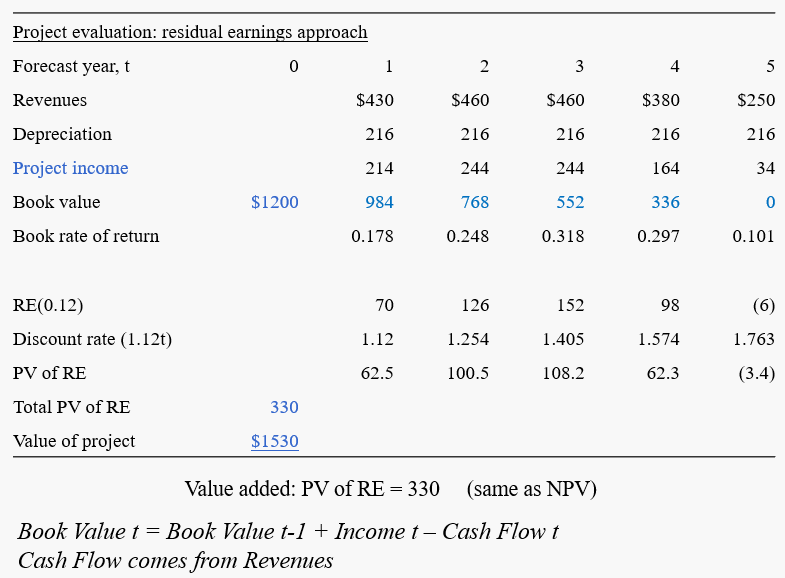 Project evaluation: residual earnings approach
Forecast year, t 0 1 2 3 4 5
Revenues $430 $460 $460 $380 $250
Depreciation 216 216 216 216 216
Project income 214 244 244 164 34
Book value $1200 984 768 552 336 0
Book rate of return 0.178 0.248 0.318 0.297 0.101
RE(0.12) 70 126 152 98 (6)
Discount rate (1.12t) 1.12 1.254 1.405 1.574 1.763
PV of RE 62.5 100.5 108.2 62.3 (3.4)
Total PV of RE 330
Value of project $1530
Value added: PV of RE = 330 (same as NPV)
Book Value t = Book Value t-1 + Income t – Cash Flow t
Cash Flow comes from Revenues